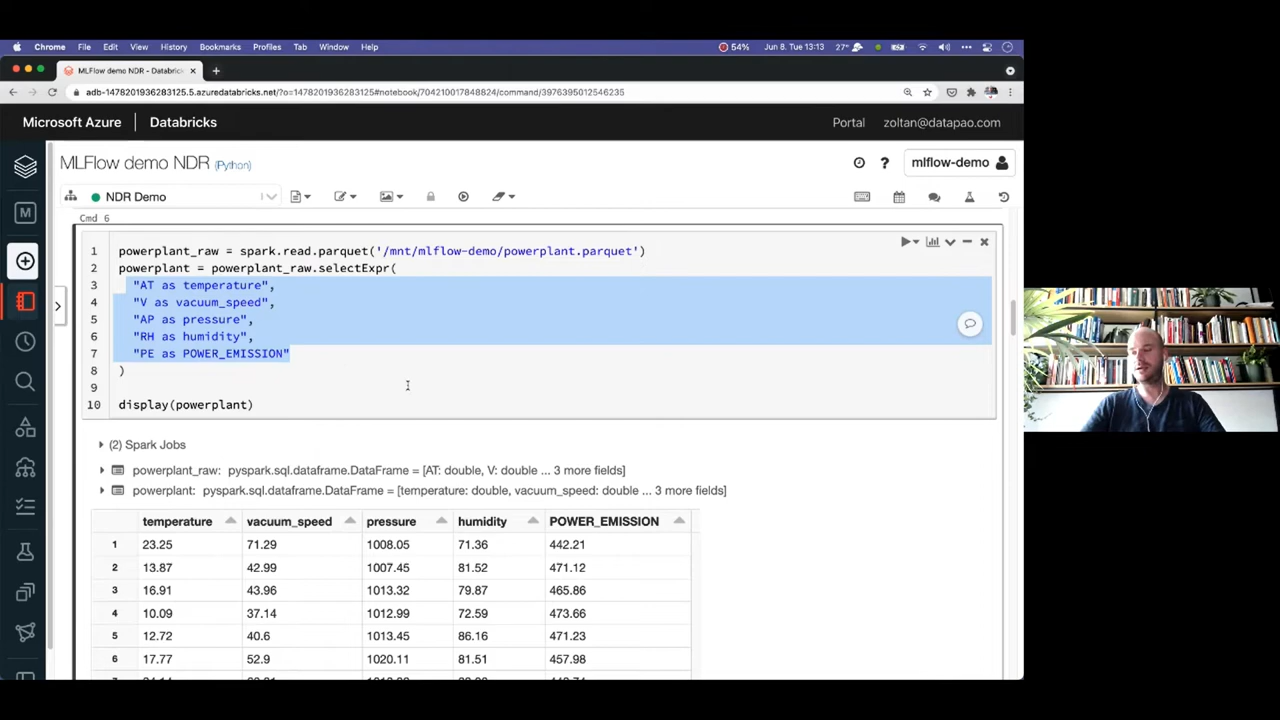 Chrome File Edit View History Bookmarks Profiles Tab Window Help 54% Jun 8. Tue 13:13 27°
MLFlow demo NDR - Databric
adb-1478201936283125.5.azuredatabricks.net/?o=1478201936283125#notebook/704210017848824/command/3976395012546235
Microsoft Azure Databricks Portal zoltan@datapao.com
MLFlow demo NDR (Python) mlflow-demo
NDR Demo
Cmd 6
1 powerplant_raw = spark.read.parquet('/mnt/mlflow-demo/powerplant.parquet')
2 powerplant = powerplant_raw.selectExpr(
3 "AT as temperature",
4 "V as vacuum_speed",
5 "AP as pressure",
6 "RH as humidity",
7 "PE as POWER_EMISSION"
8 )
9
10 display(powerplant)
(2) Spark Jobs
powerplant_raw: pyspark.sql.dataframe.DataFrame = [AT: double, V: double ... 3 more fields]
powerplant: pyspark.sql.dataframe.DataFrame = [temperature: double, vacuum_speed: double ... 3 more fields]
temperature vacuum_speed pressure humidity POWER_EMISSION
1 23.25 71.29 1008.05 71.36 442.21
2 13.87 42.99 1007.45 81.52 471.12
3 16.91 43.96 1013.32 79.87 465.86
4 10.09 37.14 1012.99 72.59 473.66
5 12.72 40.6 1013.45 86.16 471.23
6 17.77 52.9 1020.11 81.51 457.98